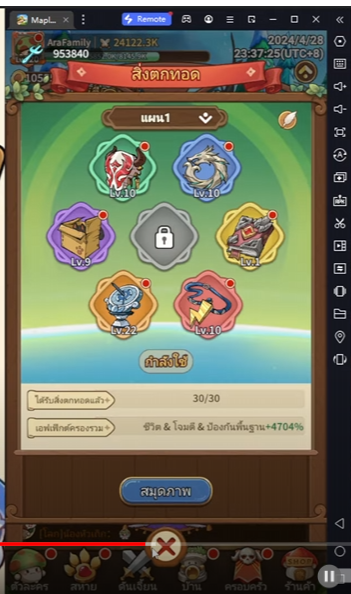 Mapl...
Remote
AraFamily
24122.3K
2024/4/28
953840
23:37:25(UTC+8)
105
สิ่งตกทอด
แผน1
Lv.10
Lv.10
Lv.9
Lv.1
Lv.22
Lv.10
กำลังใช้
ได้รับสิ่งตกทอดแล้ว
30/30
เอฟเฟ็กต์ครองรวม
ชีวิต & โจมตี & ป้องกันพื้นฐาน+4704%
สมุดภาพ
ตัวละคร
สหาย
ดันเจี้ยน
บ้าน
ครอบครัว
SHOP
ร้านค้า